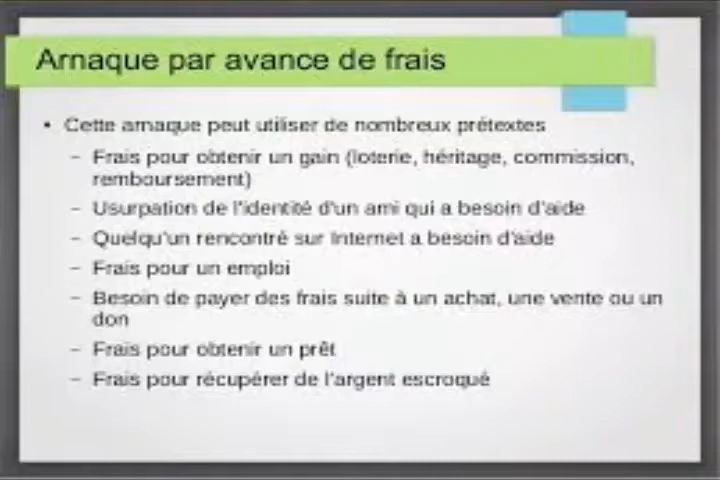 Arnaque par avance de frais
• Cette arnaque peut utiliser de nombreux prétextes
– Frais pour obtenir un gain (loterie, héritage, commission,
remboursement)
– Usurpation de l'identité d'un ami qui a besoin d'aide
– Quelqu'un rencontré sur Internet a besoin d'aide
– Frais pour un emploi
– Besoin de payer des frais suite à un achat, une vente ou un
don
– Frais pour obtenir un prêt
– Frais pour récupérer de l'argent escroqué